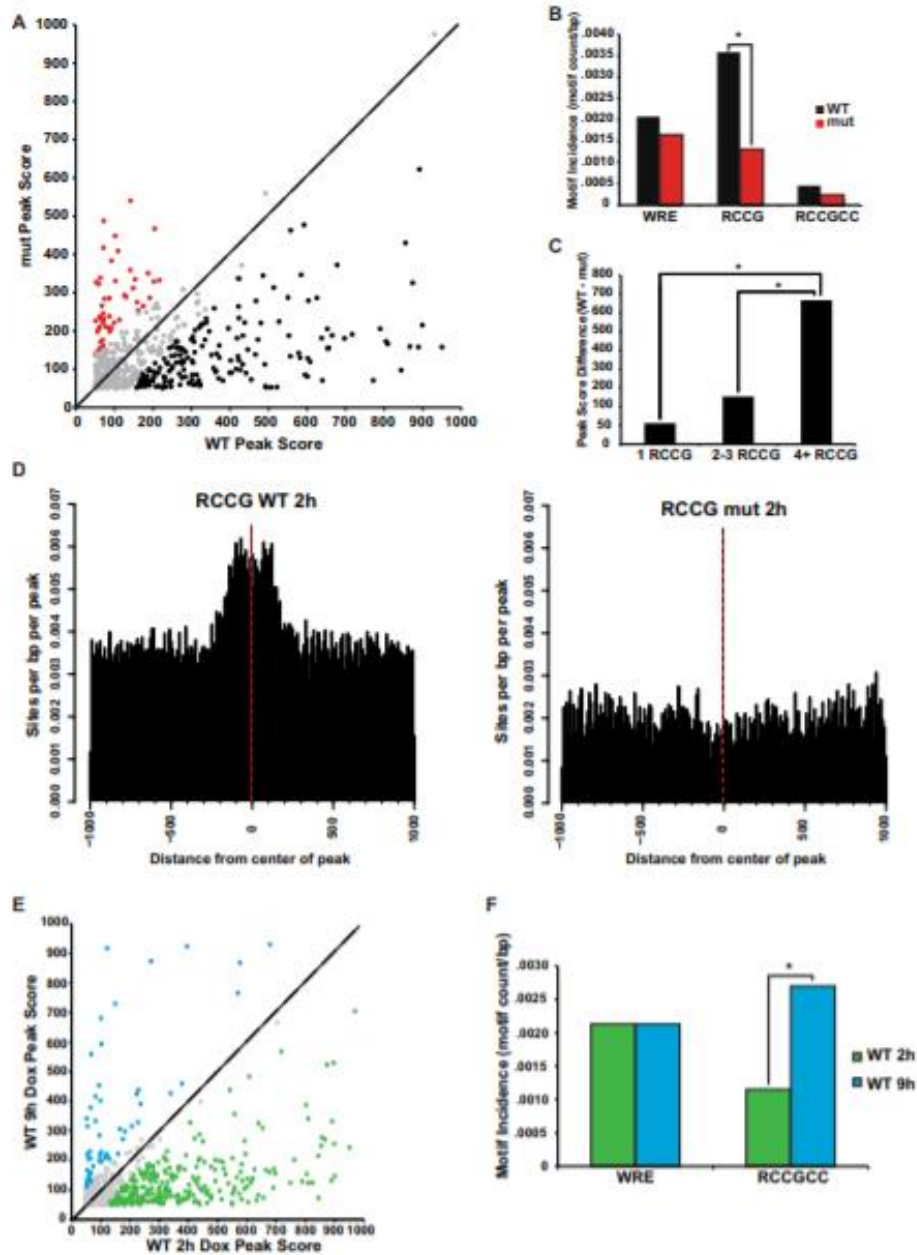 A
1000
900
800
700
600
500
400
300
200
100
0
mut Peak Score
0 100 200 300 400 500 600 700 800 900 1000
WT Peak Score
B
.0040
.0035
.0030
.0025
.0020
.0015
.0010
.0005
0
Motif Incidence (motif count/bp)
*
WT
mut
WRE RCCG RCCGCC
C
800
700
600
500
400
300
200
150
100
50
0
Peak Score Difference(WT - mut)
*
*
1 RCCG 2-3 RCCG 4+ RCCG
D
RCCG WT 2h
0.007
0.006
0.005
0.004
0.003
0.002
0.001
0.000
Sites per bp per peak
-1000 -500 0 500 1000
Distance from center of peak
RCCG mut 2h
0.007
0.006
0.005
0.004
0.003
0.002
0.001
0.000
Sites per bp per peak
-1000 -500 0 500 1000
Distance from center of peak
E
1000
900
800
700
600
500
400
300
200
100
0
WT 9h Dox Peak Score
0 100 200 300 400 500 600 700 800 900 1000
WT 2h Dox Peak Score
F
.0030
.0025
.0020
.0015
.0010
.0005
0
Motif Incidence (motif count/bp)
*
WT 2h
WT 9h
WRE RCCGCC